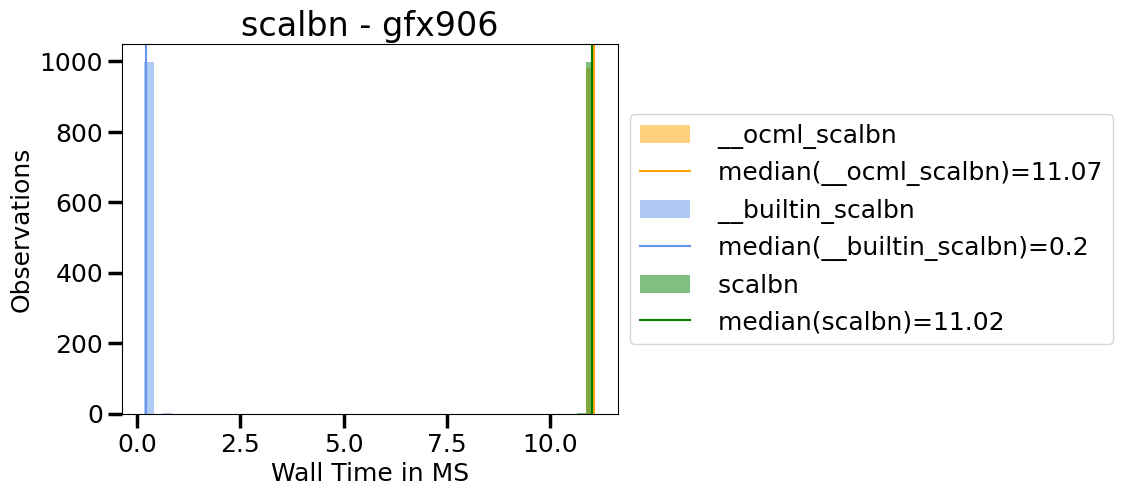 scalbn - gfx906
1000
800
600
400
200
0
Observations
0.0 2.5 5.0 7.5 10.0
Wall Time in MS
__ocml_scalbn
median(__ocml_scalbn)=11.07
__builtin_scalbn
median(__builtin_scalbn)=0.2
scalbn
median(scalbn)=11.02